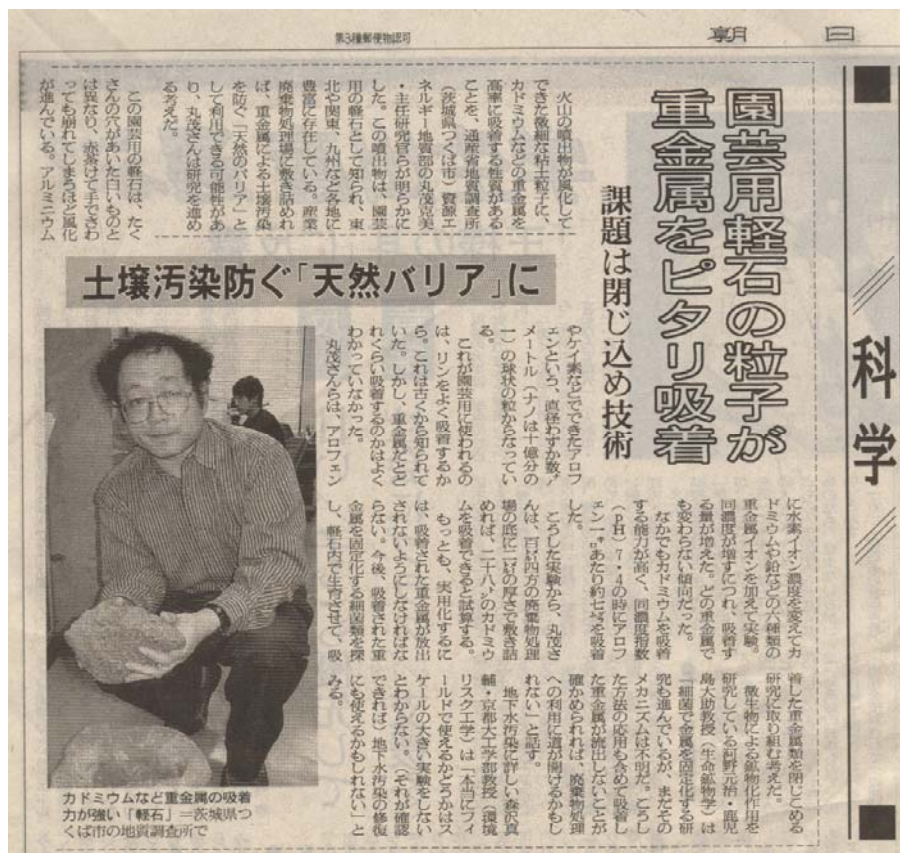 第3種郵便物認可
朝 日
科学
園芸用軽石の粒子が
重金属をピタリ吸着
課題は閉じ込め技術
土壌汚染防ぐ「天然バリア」に
火山の噴出物が風化して
できた微細な粘土粒子に、
カドミウムなどの重金属を
高率に吸着する性質がある
ことを、通産省地質調査所
(茨城県つくば市)資源エ
ネルギー地質部の丸茂克美
・主任研究官らが明らかに
した。この噴出物は、園芸
用の軽石として知られ、東
北や関東、九州など各地に
豊富に存在している。産業
廃棄物処理場に敷き詰めれ
ば、重金属による土壌汚染
を防ぐ「天然のバリア」と
して利用できる可能性があ
り、丸茂さんは研究を進め
る考えだ。
この園芸用の軽石は、たく
さんの穴があいた白いものと
は異なり、赤茶けて手でさわ
っても崩れてしまうほど風化
が進んでいる。アルミニウム
やケイ素などでできたアロフ
ェンという、直径わずか数ナノ
メートル(ナノは十億分の
一)の球状の粒からなってい
る。
これが園芸用に使われるの
は、リンをよく吸着するか
ら。これは古くから知られて
いた。しかし、重金属だとど
れくらい吸着するのかはよく
わかっていなかった。
丸茂さんらは、アロフェン
に水素イオン濃度を変えてカ
ドミウムや鉛などの六種類の
重金属イオンを加えて実験。
同濃度が増すにつれ、吸着す
る量が増えた。どの重金属で
も変わらない傾向だった。
なかでもカドミウムを吸着
する能力が高く、同濃度指数
(pH)7・4の時にアロフ
ェン一㌘あたり約七㍉㌘を吸着
した。
こうした実験から、丸茂さ
んは、百㍍四方の廃棄物処理
場の底に一㍍の厚さで敷き詰
めれば、二十八㌧のカドミウ
ムを吸着できると試算する。
もっとも、実用化するに
は、吸着された重金属が放出
されないようにしなければな
らない。今後、吸着された重
金属を固定化する細菌類を探
し、軽石内で生育させて、吸
着した重金属類を閉じこめる
研究に取り組む考えだ。
微生物による鉱物化作用を
研究している河野元治・鹿児
島大助教授(生命鉱物学)は
「細菌で金属を固定化する研
究も進んでいるが、まだその
メカニズムは不明だ。こうし
た方法の応用も含めて吸着し
た重金属が流出しないことが
確かめられれば、廃棄物処理
への利用に道が開けるかもし
れない」と話す。
地下水汚染に詳しい森沢真
輔・京都大工学部教授(環境
リスク工学)は「本当にフィ
ールドで使えるかどうかはス
ケールの大きい実験をしない
とわからない。(それが確認
できれば)地下水汚染の修復
にも使えるかもしれない」と
みる。
カドミウムなど重金属の吸着
力が強い「軽石」=茨城県つ
くば市の地質調査所で